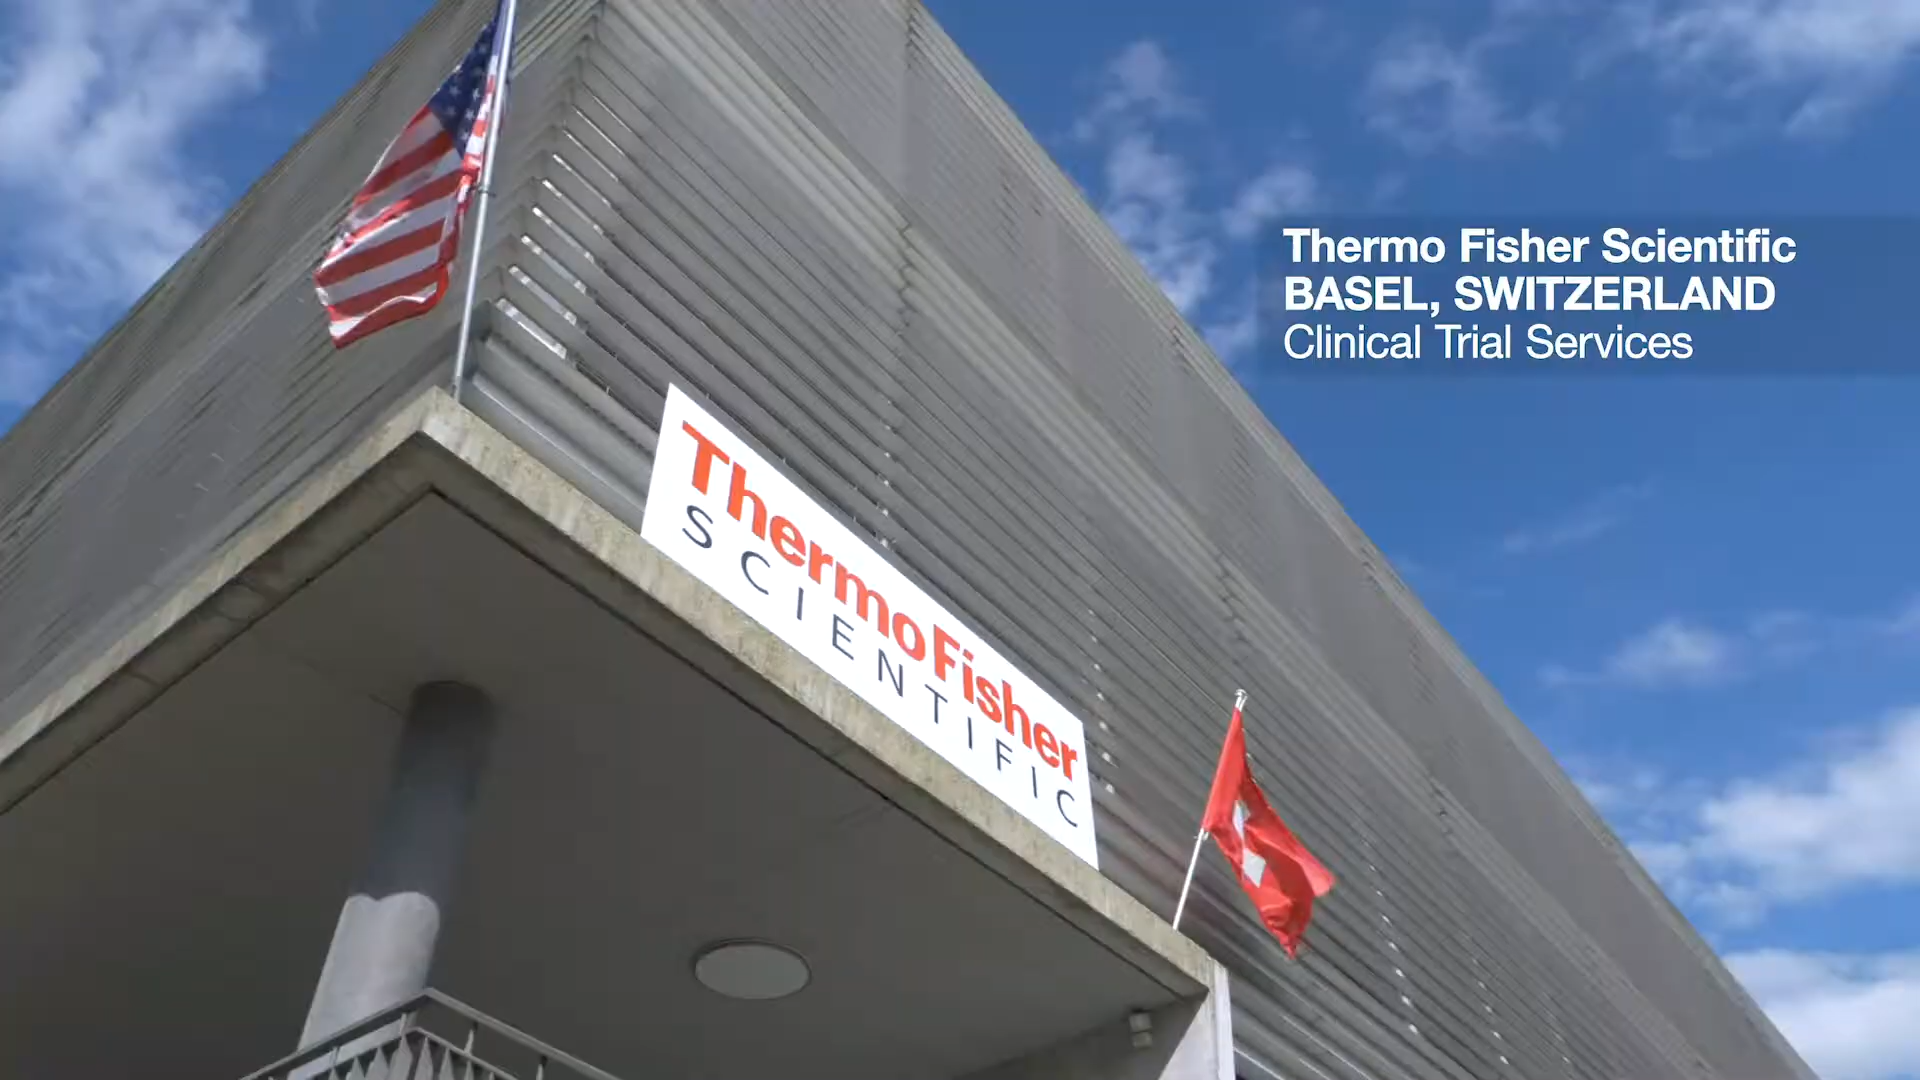 Thermo Fisher Scientific
BASEL, SWITZERLAND
Clinical Trial Services
ThermoFisher
SCIENTIFIC